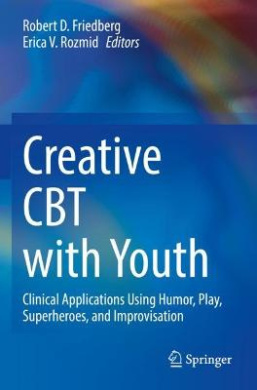 Robert D. Friedberg
Erica V. Rozmid Editors
Creative
CBT
with Youth
Clinical Applications Using Humor, Play,
Superheroes, and Improvisation
Springer